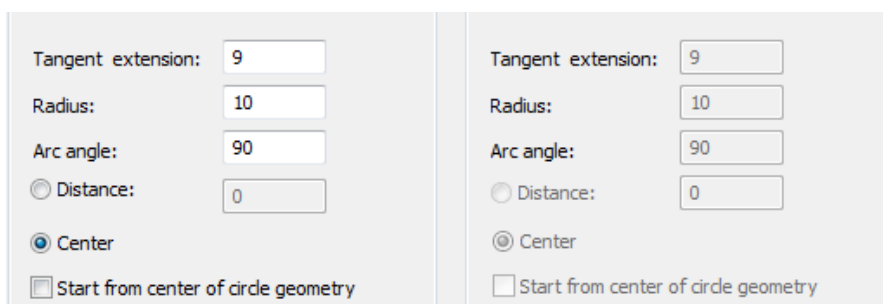 Tangent extension: 9
Radius: 10
Arc angle: 90
Distance: 0
Center
Start from center of circle geometry
Tangent extension: 9
Radius: 10
Arc angle: 90
Distance: 0
Center
Start from center of circle geometry